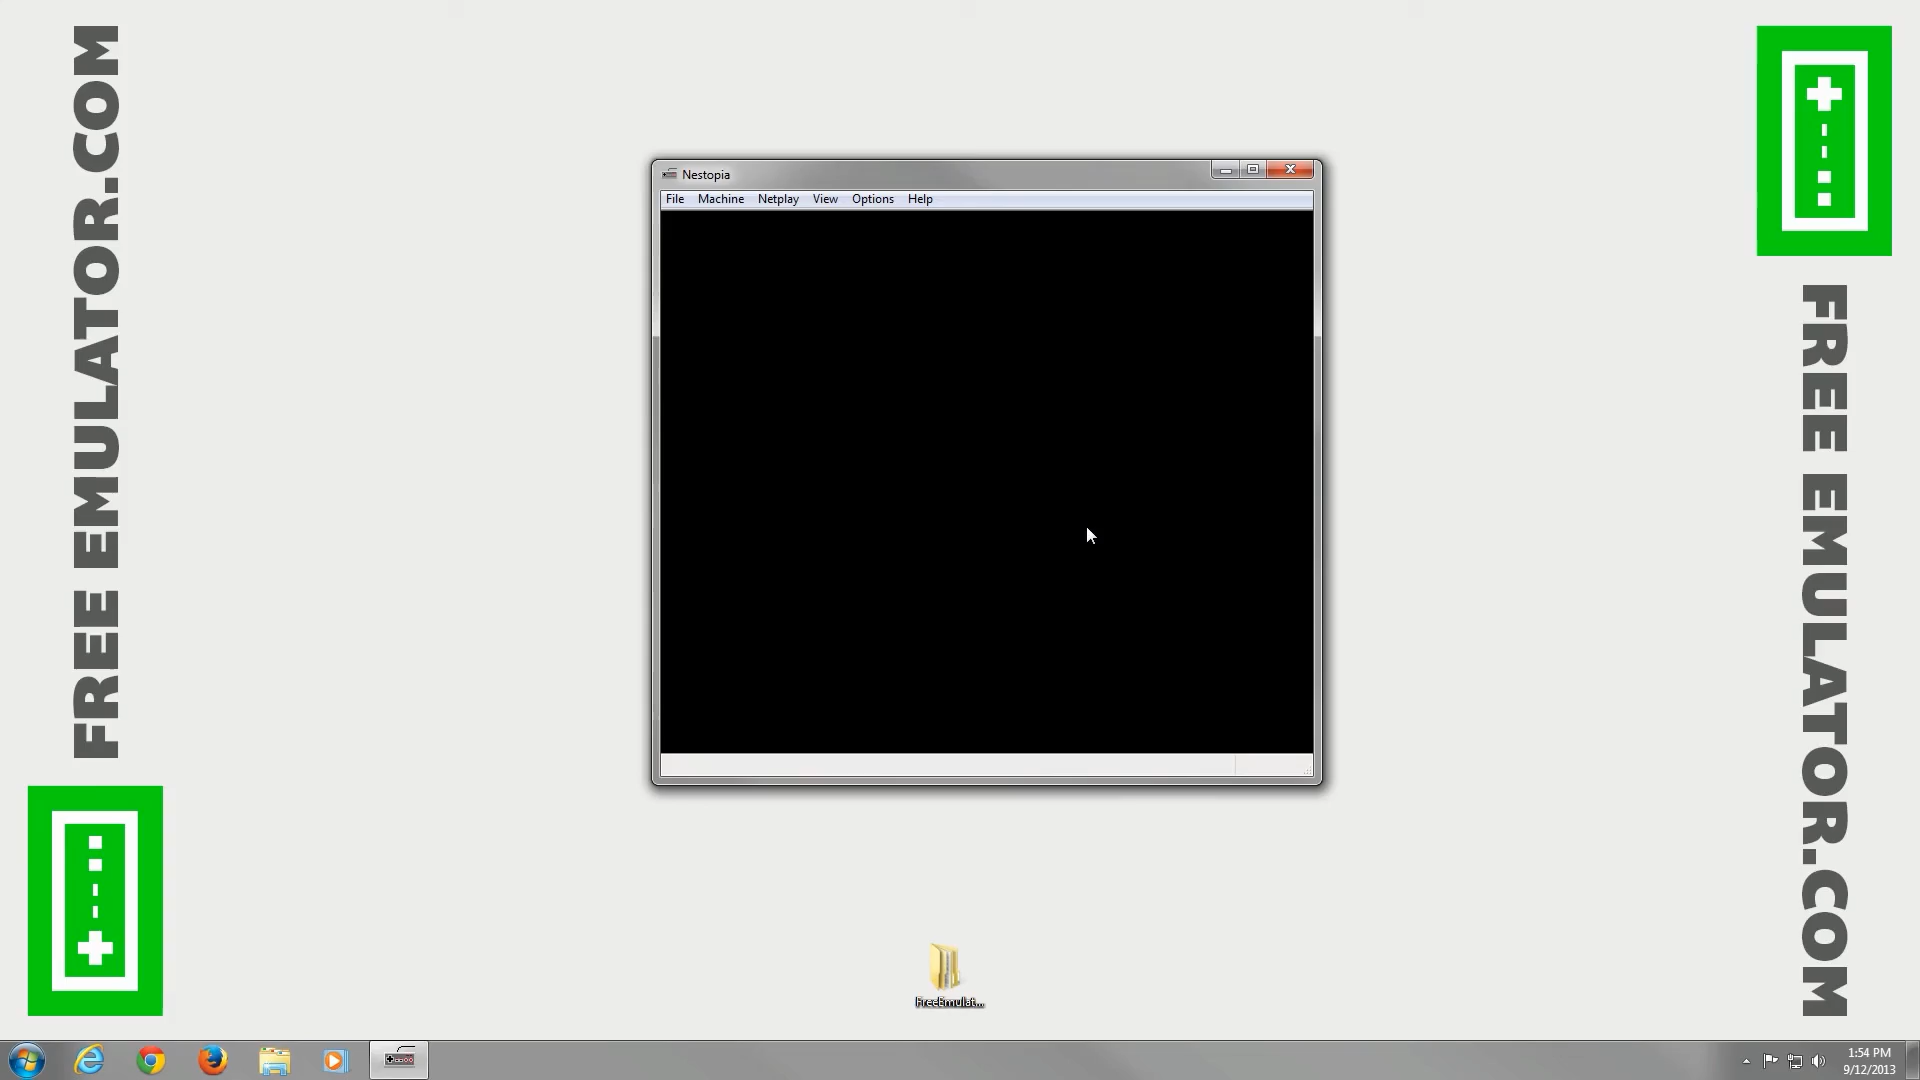 FREE EMULATOR.COM
Nestopia
File Machine Netplay View Options Help
FREE EMULATOR.COM
FreeEmulat...
1:54 PM
9/12/2013